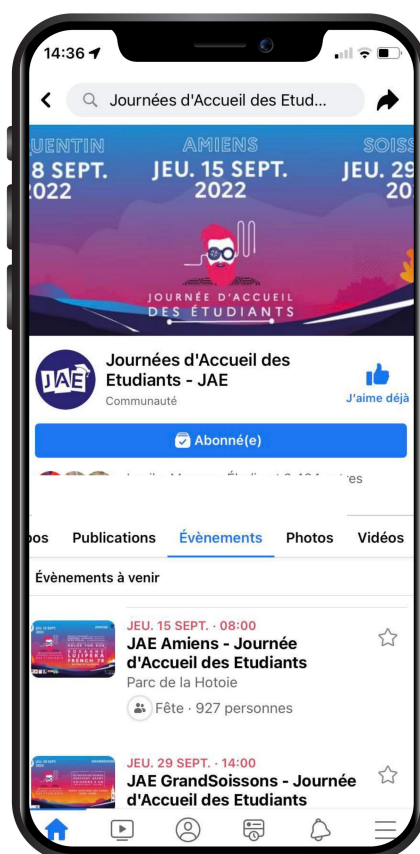 14:36
Journées d'Accueil des Etud...
QUENTIN
8 SEPT.
2022
AMIENS
JEU. 15 SEPT.
2022
SOISS
JEU. 29
20
JOURNÉE D'ACCUEIL
DES ÉTUDIANTS
JAE
Journées d'Accueil des
Etudiants - JAE
Communauté
J'aime déjà
Abonné(e)
pos Publications Évènements Photos Vidéos
Évènements à venir
JEU. 15 SEPT. · 08:00
JAE Amiens - Journée
d'Accueil des Etudiants
Parc de la Hotoie
Fête · 927 personnes
JEU. 29 SEPT. · 14:00
JAE GrandSoissons - Journée
d'Accueil des Etudiants